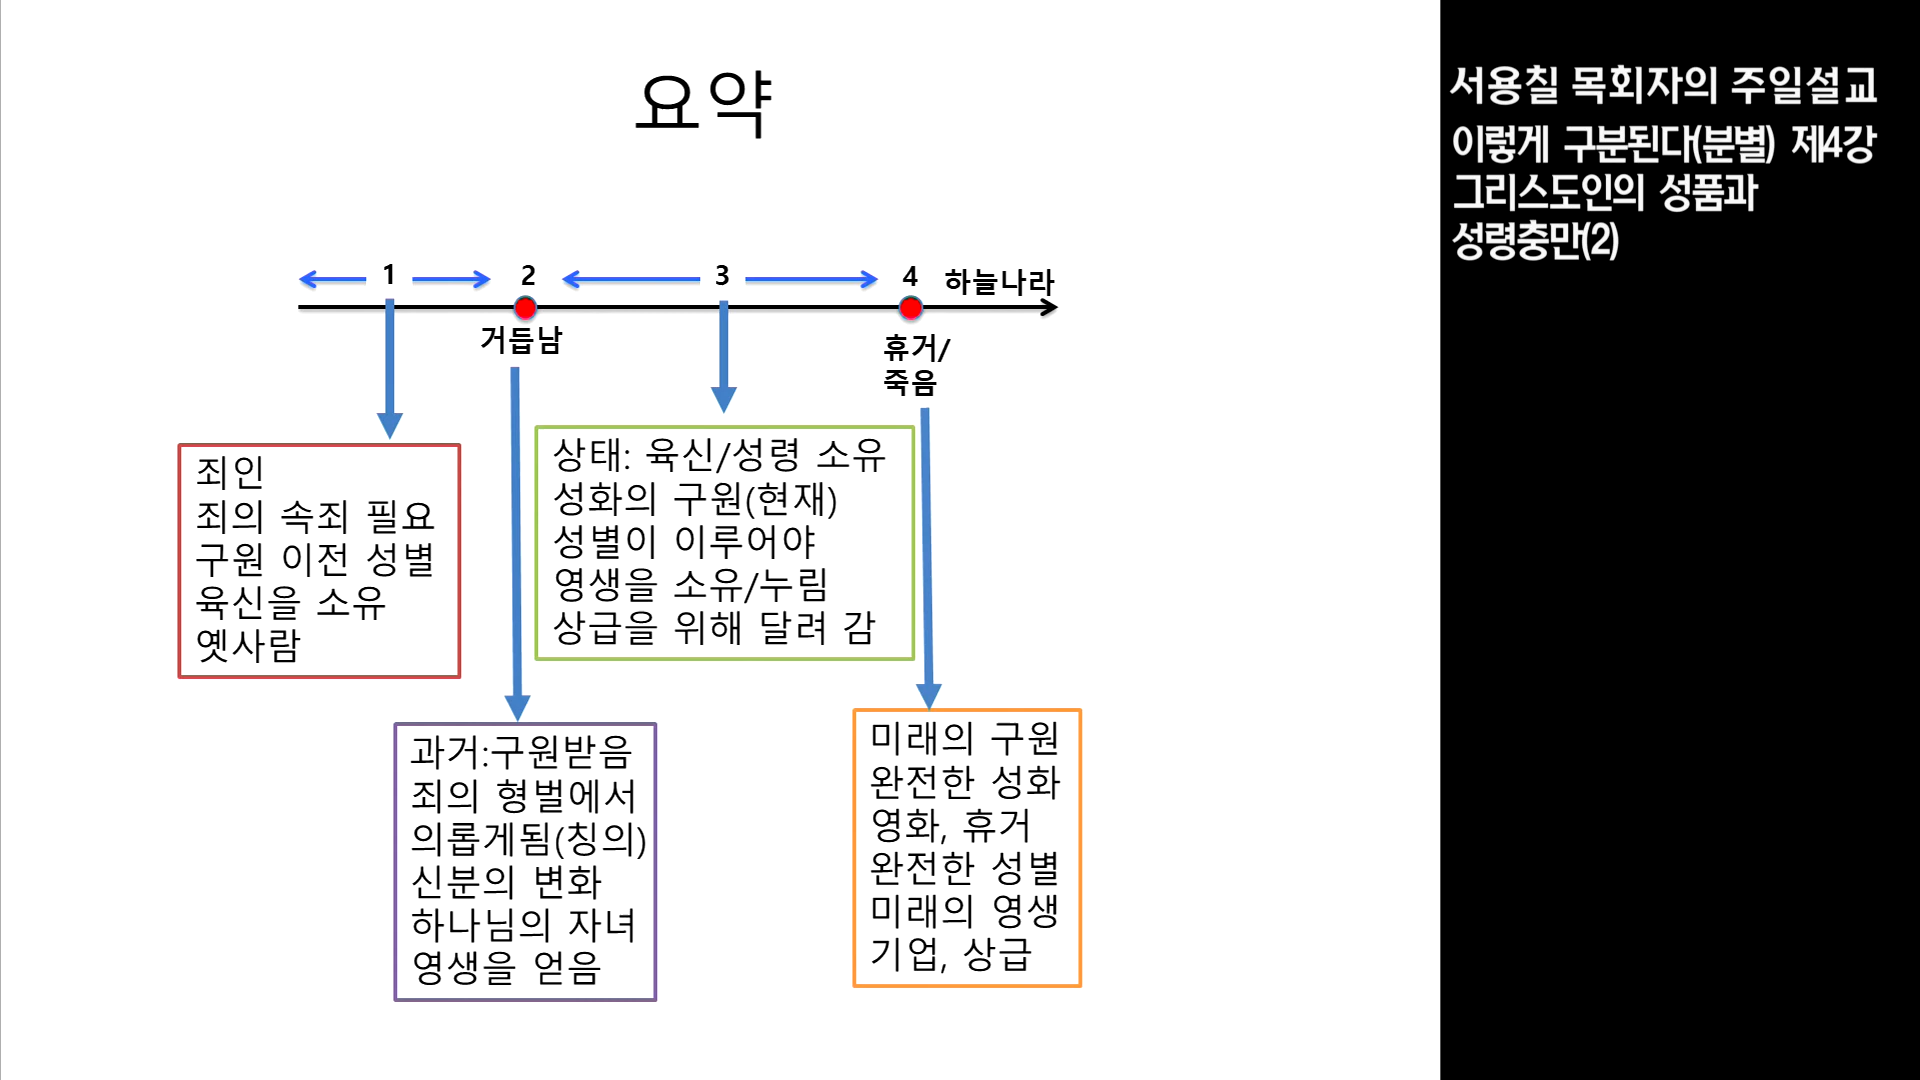 요약
1
2
3
4
하늘나라
거듭남
휴거/
죽음
죄인
죄의 속죄 필요
구원 이전 성별
육신을 소유
옛사람
상태: 육신/성령 소유
성화의 구원(현재)
성별이 이루어야
영생을 소유/누림
상급을 위해 달려 감
과거:구원받음
죄의 형벌에서
의롭게됨(칭의)
신분의 변화
하나님의 자녀
영생을 얻음
미래의 구원
완전한 성화
영화, 휴거
완전한 성별
미래의 영생
기업, 상급
서용칠 목회자의 주일설교
이렇게 구분된다(분별) 제4강
그리스도인의 성품과
성령충만(2)